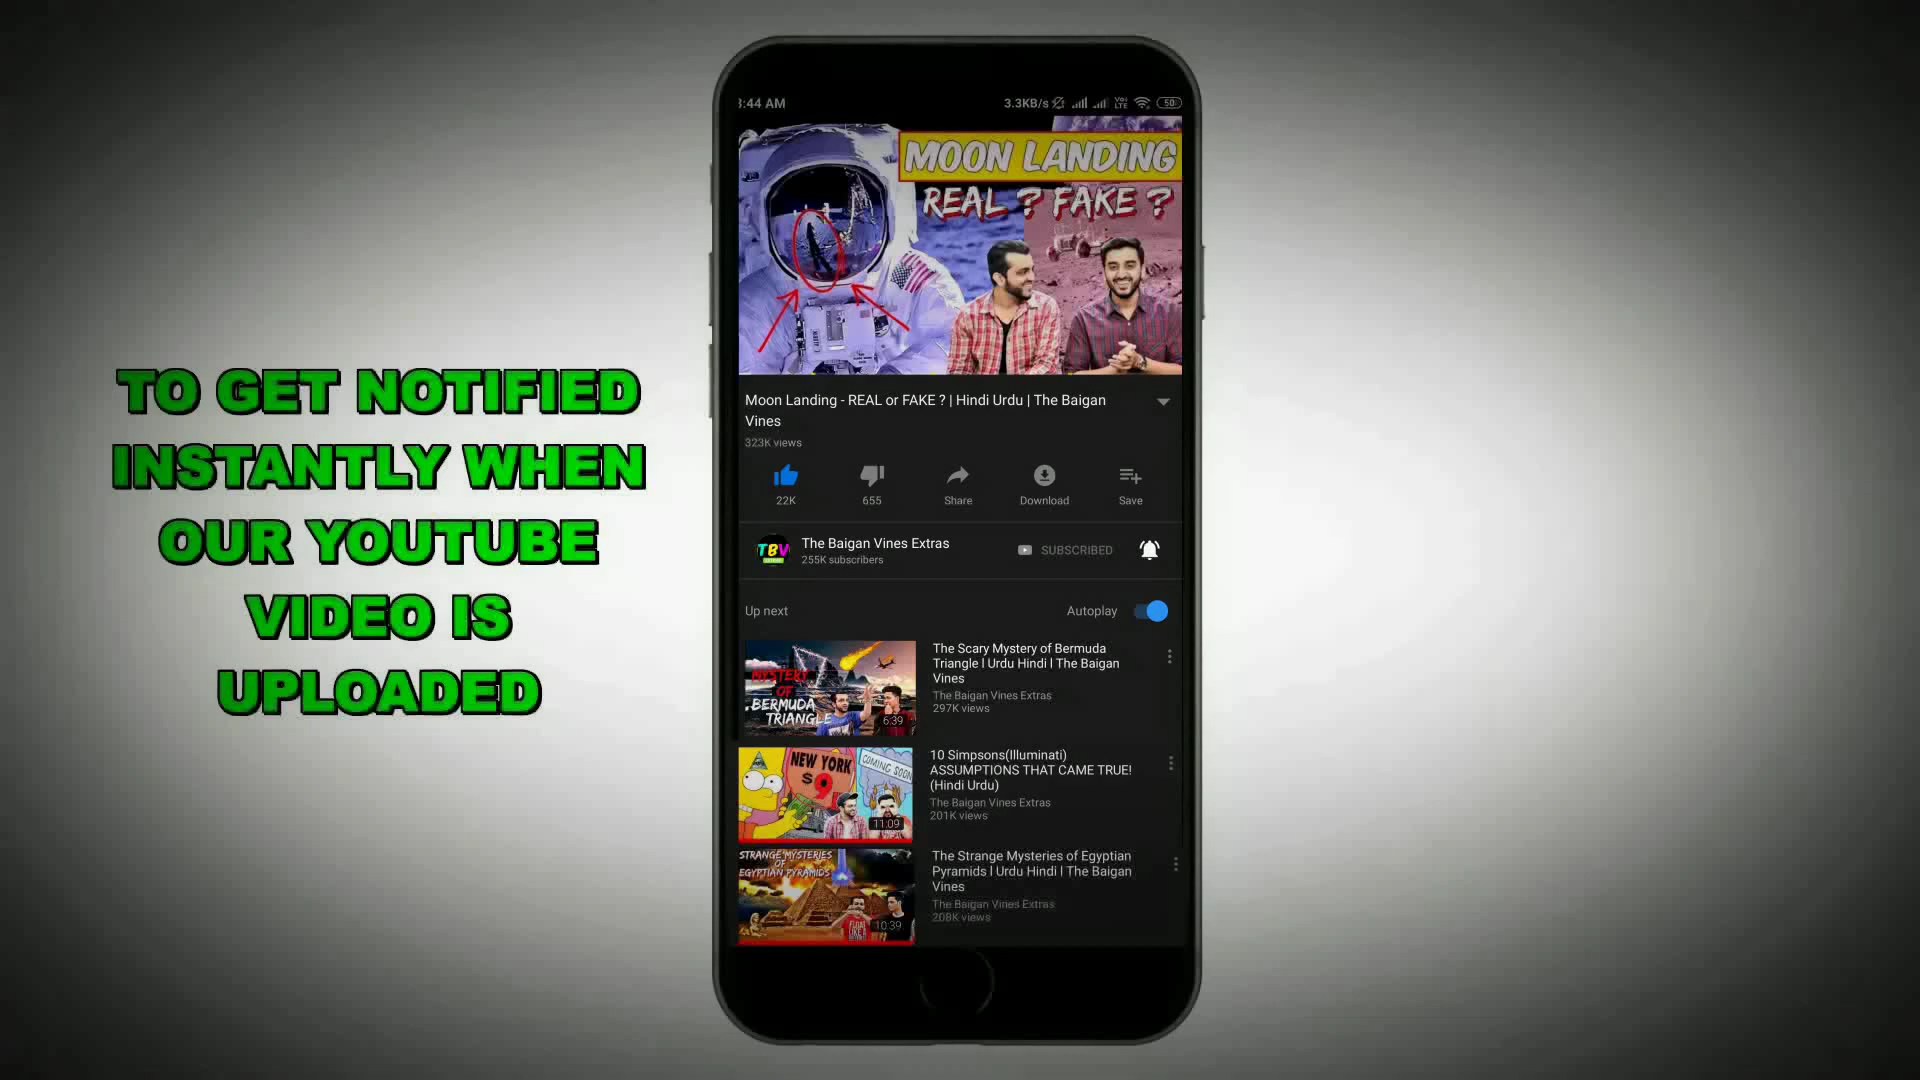 TO GET NOTIFIED
INSTANTLY WHEN
OUR YOUTUBE
VIDEO IS
UPLOADED
:44 AM
3.3KB/s
Vo) LTE
50
MOON LANDING
REAL ? FAKE ?
Moon Landing - REAL or FAKE ? | Hindi Urdu | The Baigan
Vines
323K views
22K
655
Share
Download
Save
TBV
The Baigan Vines Extras
255K subscribers
SUBSCRIBED
Up next
Autoplay
MYSTERY
OF
BERMUDA
TRIANGLE
6:39
The Scary Mystery of Bermuda
Triangle l Urdu Hindi l The Baigan
Vines
The Baigan Vines Extras
297K views
NEW YORK
$9
COMING SOON
11:09
10 Simpsons(Illuminati)
ASSUMPTIONS THAT CAME TRUE!
(Hindi Urdu)
The Baigan Vines Extras
201K views
STRANGE MYSTERIES
OF
EGYPTIAN PYRAMIDS
10:39
The Strange Mysteries of Egyptian
Pyramids l Urdu Hindi l The Baigan
Vines
The Baigan Vines Extras
208K views